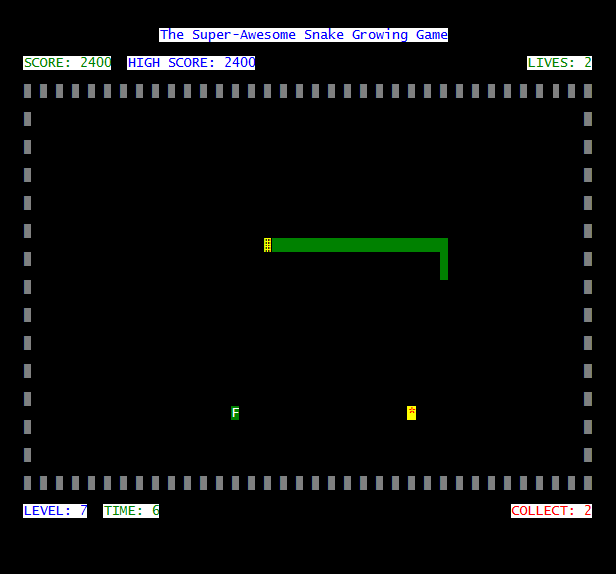 The Super-Awesome Snake Growing Game
SCORE: 2400 HIGH SCORE: 2400 LIVES: 2
F *
LEVEL: 7 TIME: 6 COLLECT: 2